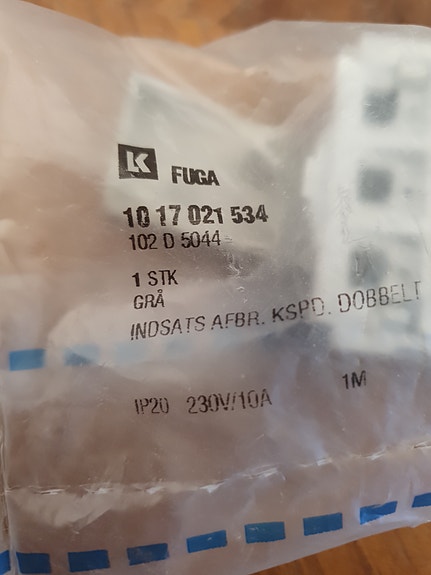 LK FUGA
10 17 021 534
102 D 5044
1 STK
GRÅ
INDSATS AFBR. KSPD. DOBBELT
IP20 230V/10A 1M